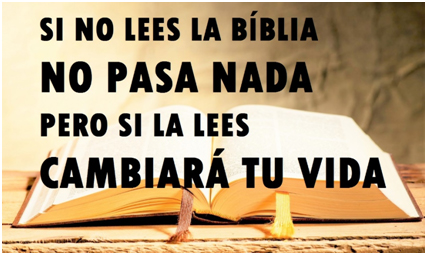 SI NO LEES LA BÍBLIA
NO PASA NADA
PERO SI LA LEES
CAMBIARÁ TU VIDA